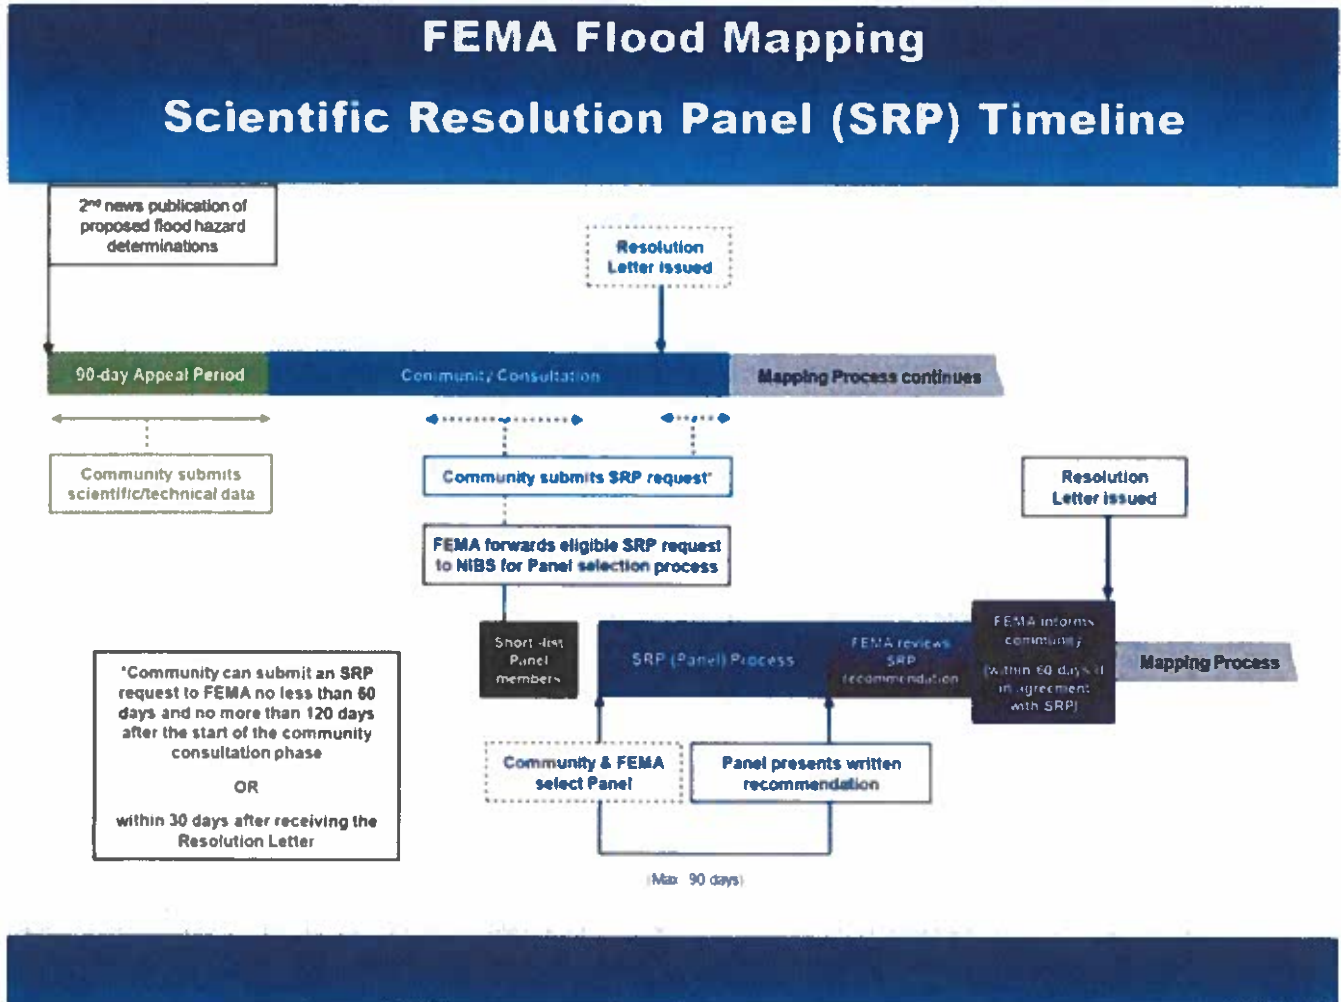 FEMA Flood Mapping
Scientific Resolution Panel (SRP) Timeline
2nd news publication of
proposed flood hazard
determinations
Resolution
Letter issued
90-day Appeal Period
Community Consultation
Mapping Process continues
Community submits
scientific/technical data
Community submits SRP request*
FEMA forwards eligible SRP request
to NIBS for Panel selection process
Resolution
Letter issued
Short-list
Panel
members
SRP (Panel) Process
FEMA reviews
SRP
recommendation
FEMA informs
community
(within 60 days if
in agreement
with SRP)
Mapping Process
*Community can submit an SRP
request to FEMA no less than 60
days and no more than 120 days
after the start of the community
consultation phase
OR
within 30 days after receiving the
Resolution Letter
Community & FEMA
select Panel
Panel presents written
recommendation
(Max 90 days)